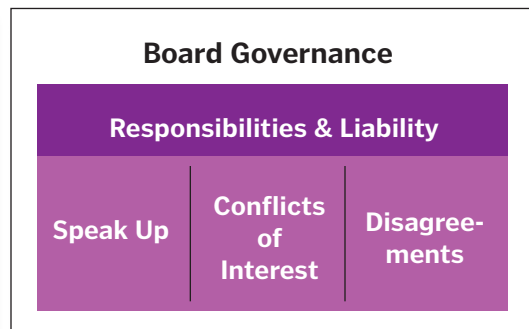 Board Governance
Responsibilities & Liability
Speak Up
Conflicts
of
Interest
Disagree-
ments